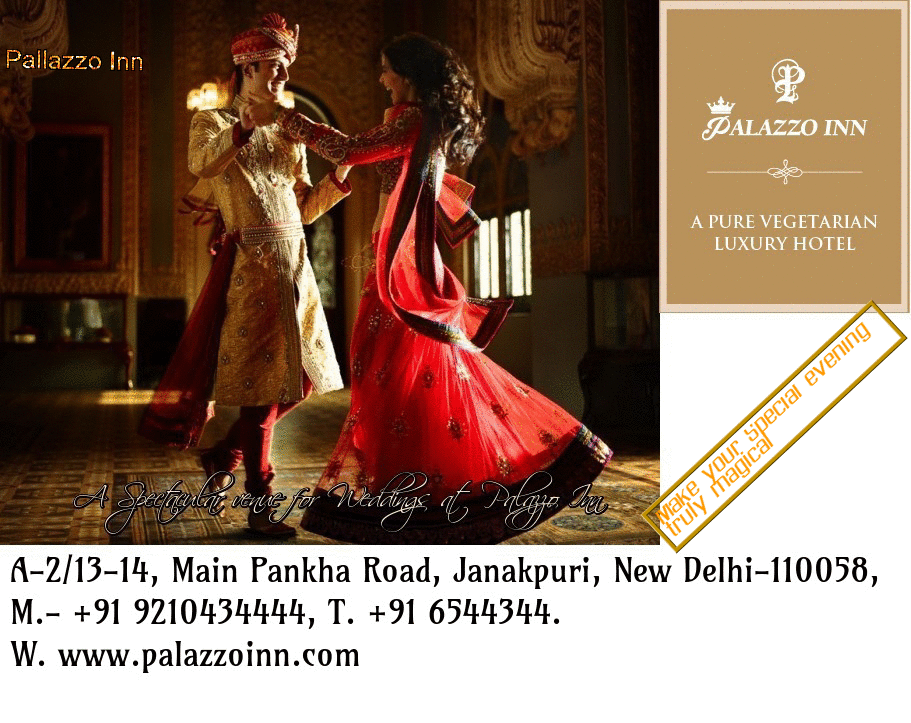 Pallazzo Inn
P
PALAZZO INN
A PURE VEGETARIAN
LUXURY HOTEL
Make your special evening
truly magical
A Spectacular venue for Weddings at Palazzo Inn
A-2/13-14, Main Pankha Road, Janakpuri, New Delhi-110058,
M.- +91 9210434444, T. +91 6544344.
W. www.palazzoinn.com